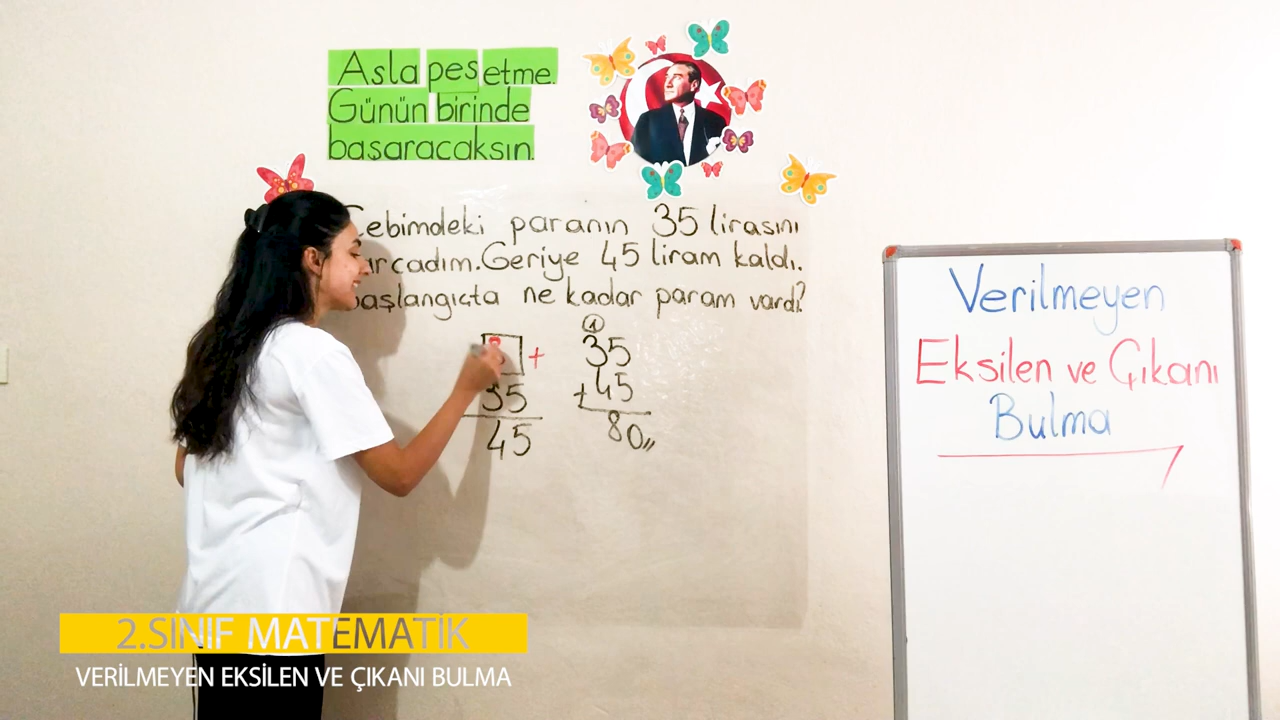 Asla pes etme.
Günün birinde
başaracaksın.
Cebimdeki paranın 35 lirasını
arcadım. Geriye 45 liram kaldı.
Başlangıçta ne kadar param vardı?
1
+ 35
35 + 45
45 80
Verilmeyen
Eksilen ve Çıkanı
Bulma
2.SINIF MATEMATİK
VERİLMEYEN EKSİLEN VE ÇIKANI BULMA